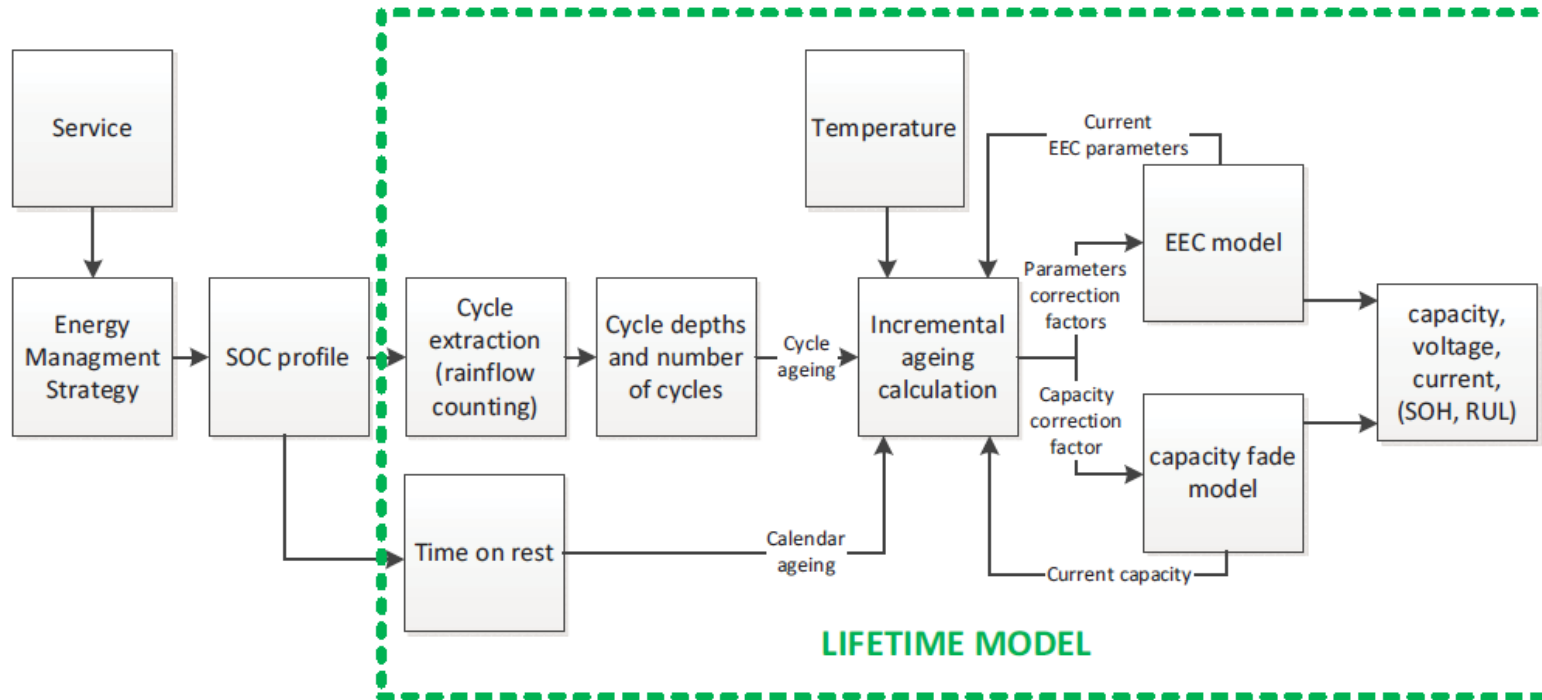 Service
Temperature
Current
EEC parameters
EEC model
Energy
Managment
Strategy
SOC profile
Cycle
extraction
(rainflow
counting)
Cycle depths
and number
of cycles
Cycle
ageing
Incremental
ageing
calculation
Parameters
correction
factors
Capacity
correction
factor
capacity,
voltage,
current,
(SOH, RUL)
capacity fade
model
Time on rest
Calendar
ageing
Current capacity
LIFETIME MODEL